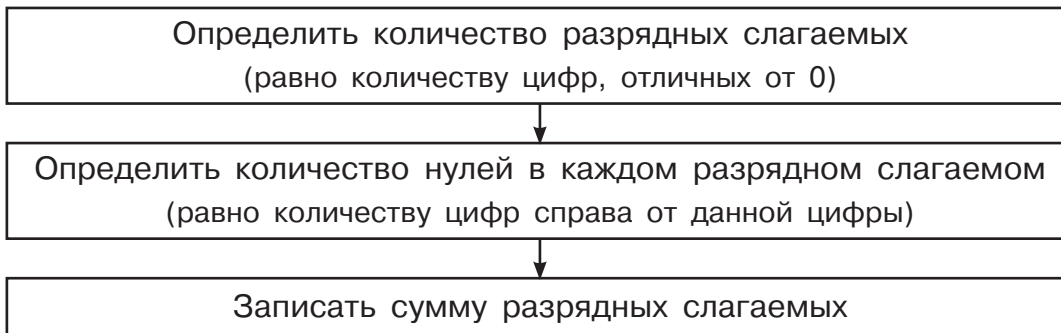 Определить количество разрядных слагаемых
(равно количеству цифр, отличных от 0)
Определить количество нулей в каждом разрядном слагаемом
(равно количеству цифр справа от данной цифры)
Записать сумму разрядных слагаемых